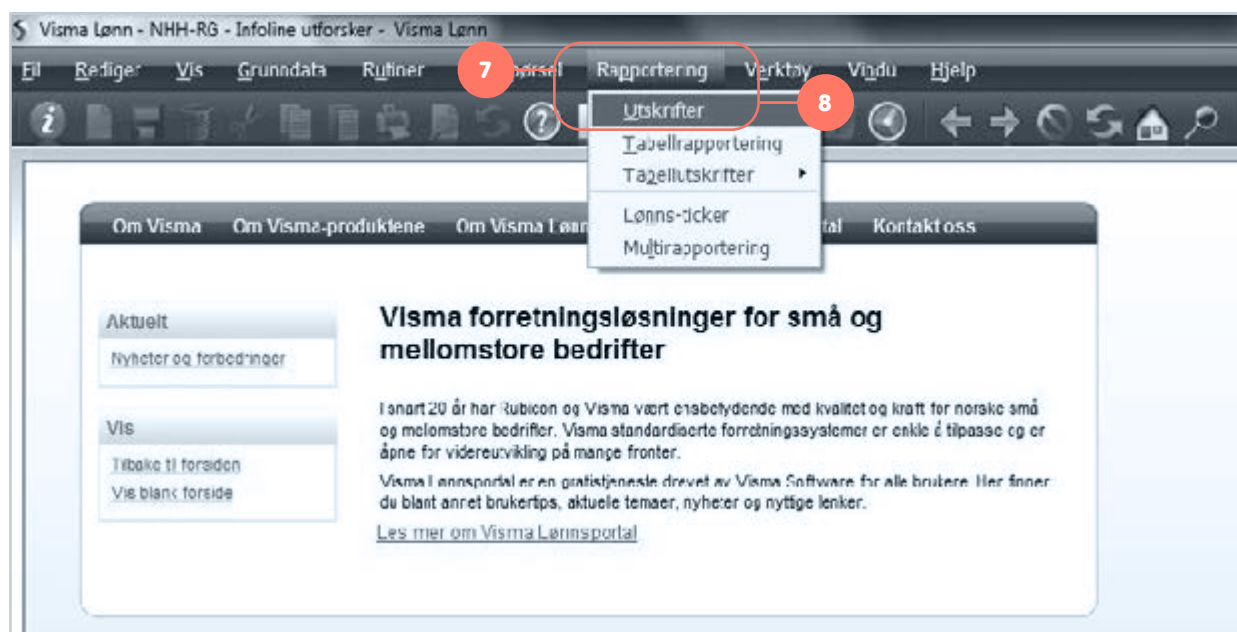 Visma Lønn - NHH-RG - Infoline utforsker - Visma Lønn
Fil Rediger Vis Grunndata Rutiner 7 Rapportering Verktøy Vindu Hjelp
Utskrifter 8
Tabellrapportering
Tabellutskrifter
Lønns-ticker
Multirapportering
Om Visma Om Visma-produktene Om Visma Lønn Kontakt oss
Visma forretningsløsninger for små og
mellomstore bedrifter
Aktuelt
Nyheter og forbedringer
I snart 20 år har Rubicon og Visma vært ensbetydende med kvalitet og kraft for norske små
og mellomstore bedrifter. Visma standardiserte forretningssystemer er enkle å tilpasse og er
åpne for videreutvikling på mange fronter.
Visma Lønnsportal er en gratistjeneste drevet av Visma Software for alle brukere. Her finner
du blant annet brukertips, aktuelle temaer, nyheter og nyttige lenker.
Les mer om Visma Lønnsportal
Vis
Tilbake til forsiden
Vis blank forside